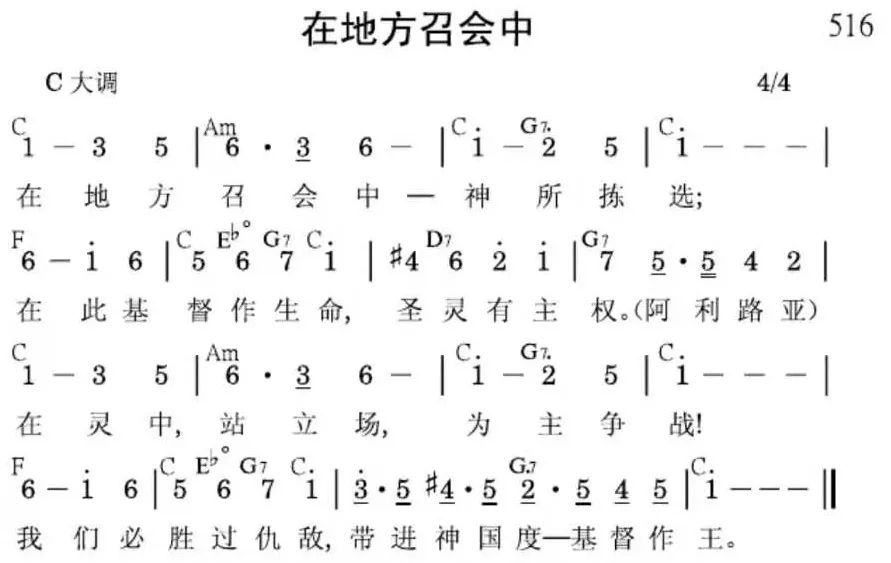 在地方召会中 516
C 大调 4/4
C Am C G7 C
1 – 3 5 | 6 · 3 6 – | i – 2 5 | i – – – |
在 地 方 召 会 中 — 神 所 拣 选;
F C E♭° G7 C D7 G7
6 – i 6 | 5 6 7 i | #4 6 2 i | 7 5 · 5 4 2 |
在 此 基 督 作 生 命, 圣 灵 有 主 权。(阿 利 路 亚)
C Am C G7 C
1 – 3 5 | 6 · 3 6 – | i – 2 5 | i – – – |
在 灵 中, 站 立 场, 为 主 争 战!
F C E♭° G7 C G7 C
6 – i 6 | 5 6 7 i | 3 · 5 #4 · 5 2 · 5 4 5 | i – – – ‖
我 们 必 胜 过 仇 敌, 带 进 神 国 度—基 督 作 王。